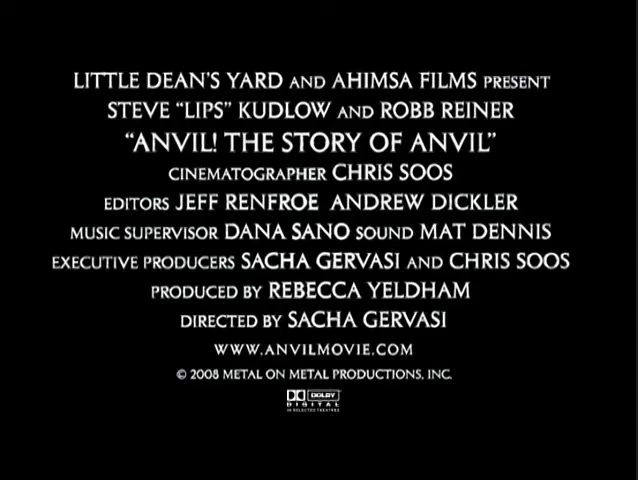 LITTLE DEAN'S YARD AND AHIMSA FILMS PRESENT
STEVE "LIPS" KUDLOW AND ROBB REINER
"ANVIL! THE STORY OF ANVIL"
CINEMATOGRAPHER CHRIS SOOS
EDITORS JEFF RENFROE ANDREW DICKLER
MUSIC SUPERVISOR DANA SANO SOUND MAT DENNIS
EXECUTIVE PRODUCERS SACHA GERVASI AND CHRIS SOOS
PRODUCED BY REBECCA YELDHAM
DIRECTED BY SACHA GERVASI
WWW.ANVILMOVIE.COM
© 2008 METAL ON METAL PRODUCTIONS, INC.
DOLBY
DIGITAL
IN SELECTED THEATRES